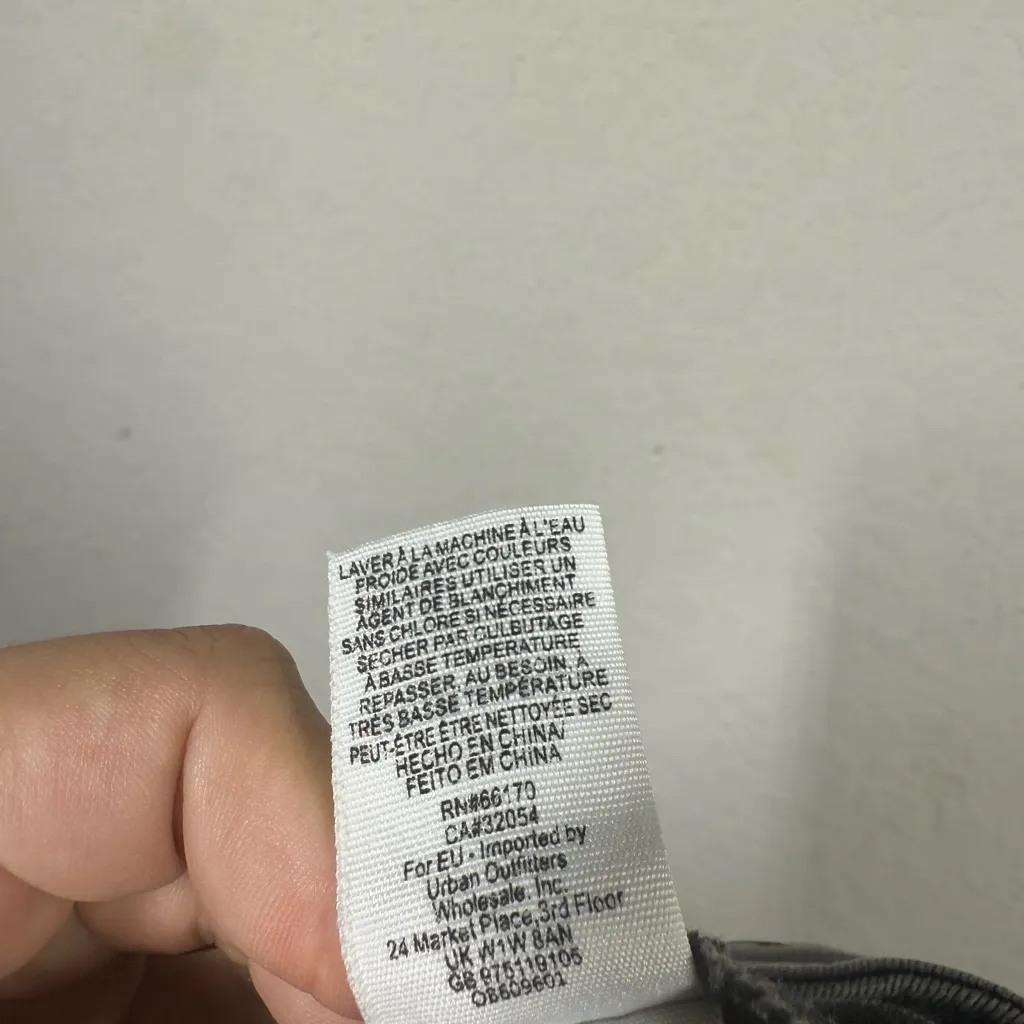 LAVER À LA MACHINE À L'EAU
FROIDE AVEC COULEURS
SIMILAIRES UTILISER UN
AGENT DE BLANCHIMENT
SANS CHLORE SI NÉCESSAIRE
SÉCHER PAR CULBUTAGE
À BASSE TEMPÉRATURE
REPASSER, AU BESOIN, À
TRÈS BASSE TEMPÉRATURE
PEUT-ÊTRE ÊTRE NETTOYÉE SEC
HECHO EN CHINA/
FEITO EM CHINA
RN#66170
CA#32054
For EU - Imported by
Urban Outfitters
Wholesale, Inc.
24 Market Place,3rd Floor
UK W1W 8AN
GB 975119105
OB609601